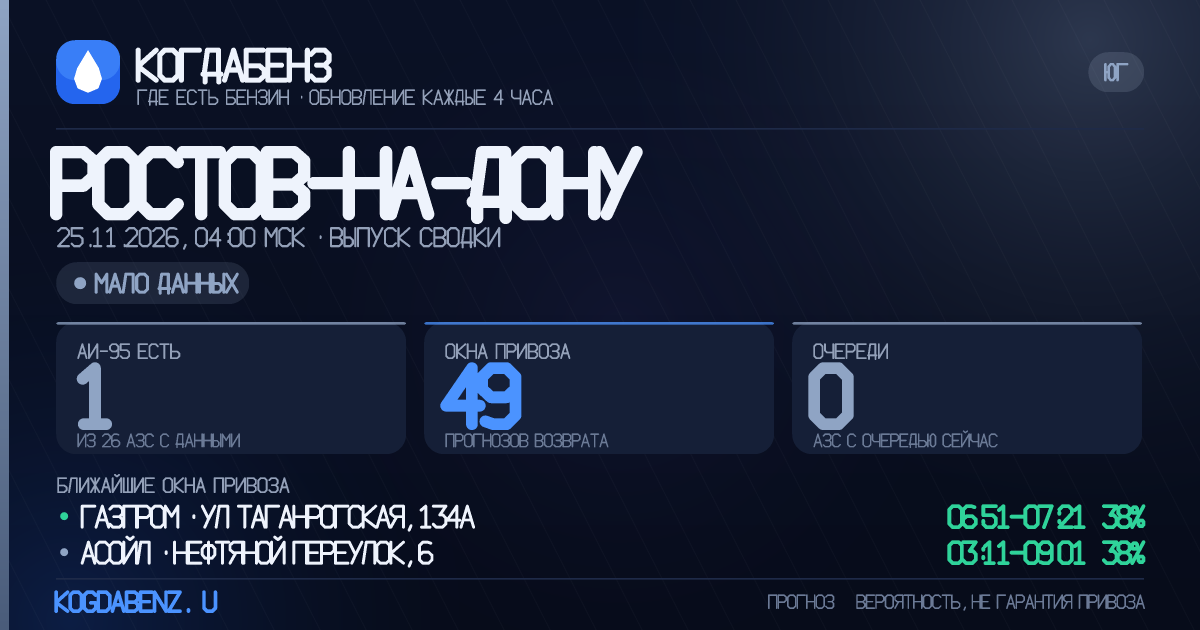 КОГДАБЕНЗ
ГДЕ ЕСТЬ БЕНЗИН · ОБНОВЛЕНИЕ КАЖДЫЕ 4 ЧАСА
ЮГ
РОСТОВ-НА-ДОНУ
25.11.2026, 04:00 МСК · ВЫПУСК СВОДКИ
МАЛО ДАННЫХ
АИ-95 ЕСТЬ
1
ИЗ 26 АЗС С ДАННЫМИ
ОКНА ПРИВОЗА
49
ПРОГНОЗОВ ВОЗВРАТА
ОЧЕРЕДИ
0
АЗС С ОЧЕРЕДЬЮ СЕЙЧАС
БЛИЖАЙШИЕ ОКНА ПРИВОЗА
• ГАЗПРОМ · УЛ ТАГАНРОГСКАЯ, 134А 06:51-07:21 38%
• АСОЙЛ · НЕФТЯНОЙ ПЕРЕУЛОК, 6 03:11-09:01 38%
KOGDABENZ. U
ПРОГНОЗ ВЕРОЯТНОСТЬ, НЕ ГАРАНТИЯ ПРИВОЗА